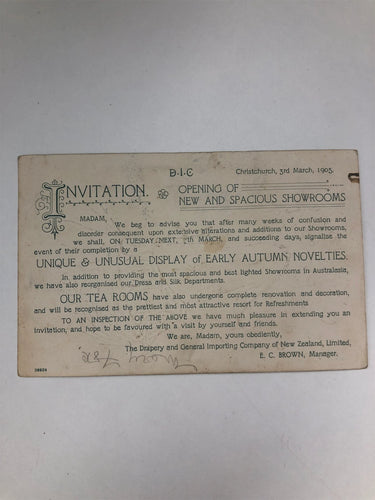 D·I·C
Christchurch, 3rd March, 1905.
INVITATION.
OPENING OF
NEW AND SPACIOUS SHOWROOMS
MADAM,
We beg to advise you that after many weeks of confusion and
disorder consequent upon extensive alterations and additions to our Showrooms,
we shall, ON TUESDAY NEXT, 7th MARCH, and succeeding days, signalise the
event of their completion by a
UNIQUE & UNUSUAL DISPLAY OF EARLY AUTUMN NOVELTIES.
In addition to providing the most spacious and best lighted Showrooms in Australasia,
we have also reorganised our Dress and Silk Departments.
OUR TEA ROOMS have also undergone complete renovation and decoration,
and will be recognised as the prettiest and most attractive resort for Refreshments
TO AN INSPECTION OF THE ABOVE we have much pleasure in extending you an
invitation, and hope to be favoured with a visit by yourself and friends.
We are, Madam, yours obediently,
The Drapery and General Importing Company of New Zealand, Limited,
E. C. BROWN, Manager.